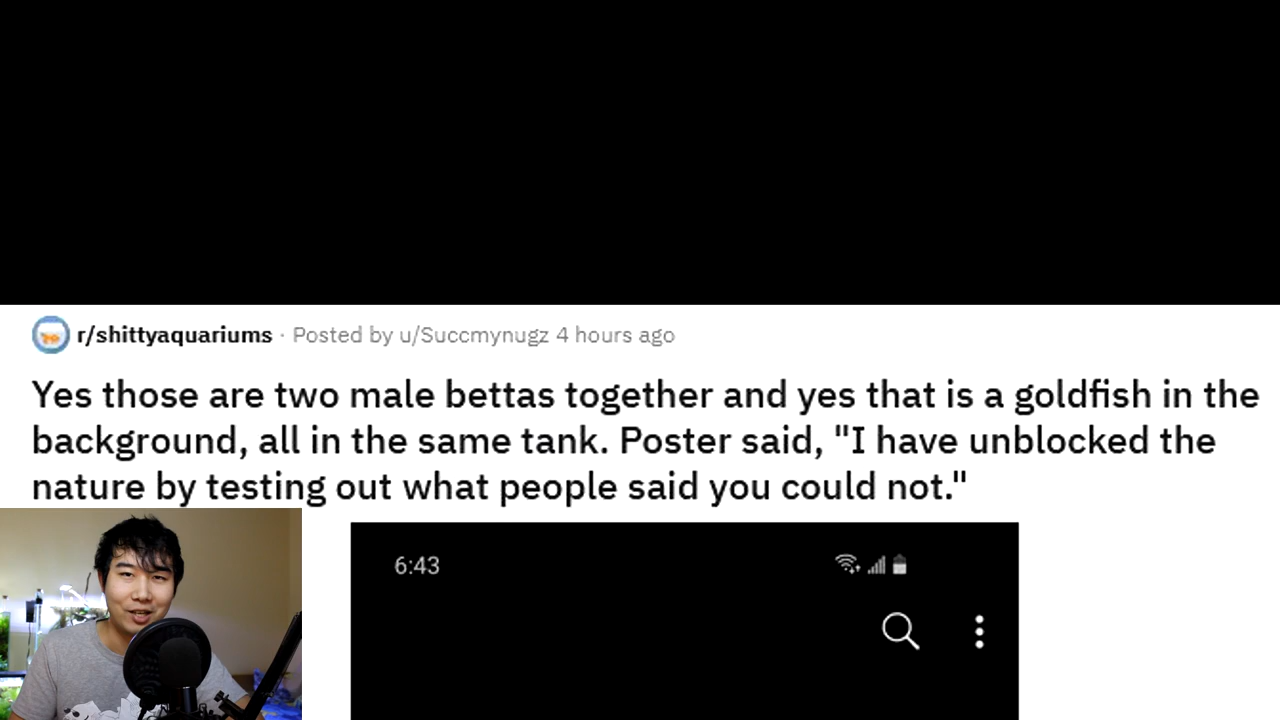 r/shittyaquariums · Posted by u/Succmynugz 4 hours ago
Yes those are two male bettas together and yes that is a goldfish in the
background, all in the same tank. Poster said, "I have unblocked the
nature by testing out what people said you could not."
6:43